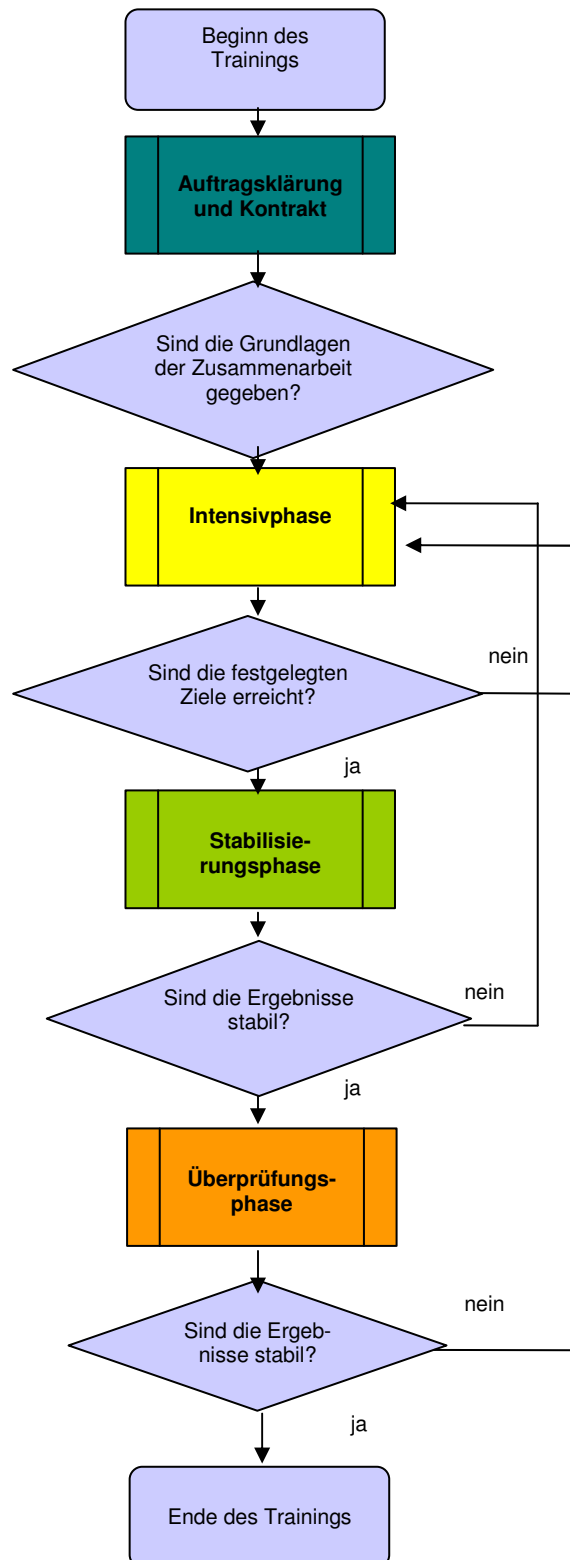 Beginn des
Trainings
Auftragsklärung
und Kontrakt
Sind die Grundlagen
der Zusammenarbeit
gegeben?
Intensivphase
nein
Sind die festgelegten
Ziele erreicht?
ja
Stabilisie-
rungsphase
Sind die Ergebnisse
stabil?
nein
ja
Überprüfungs-
phase
nein
Sind die Ergeb-
nisse stabil?
ja
Ende des Trainings